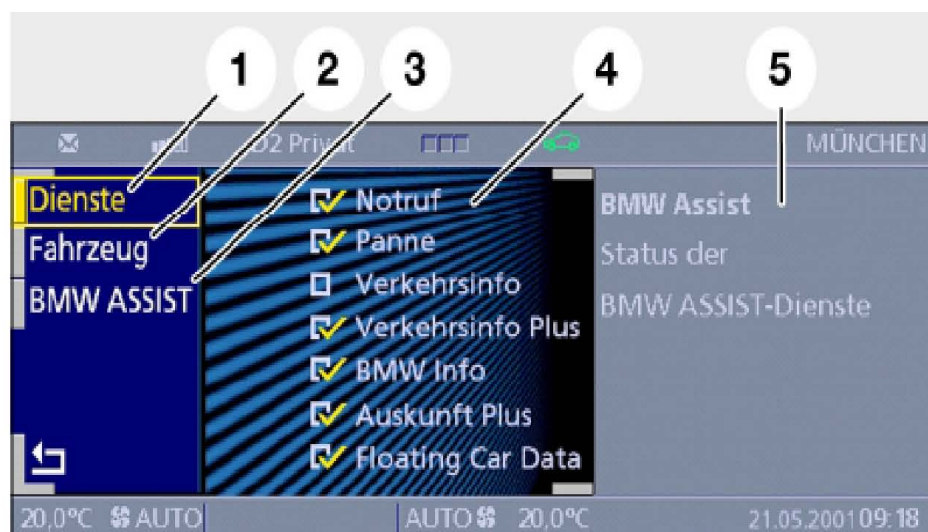 1 2 3 4 5
D2 Privat MÜNCHEN
Dienste
Fahrzeug
BMW ASSIST
Notruf
Panne
Verkehrsinfo
Verkehrsinfo Plus
BMW Info
Auskunft Plus
Floating Car Data
BMW Assist
Status der
BMW ASSIST-Dienste
20,0°C AUTO AUTO 20,0°C 21.05.2001 09:18